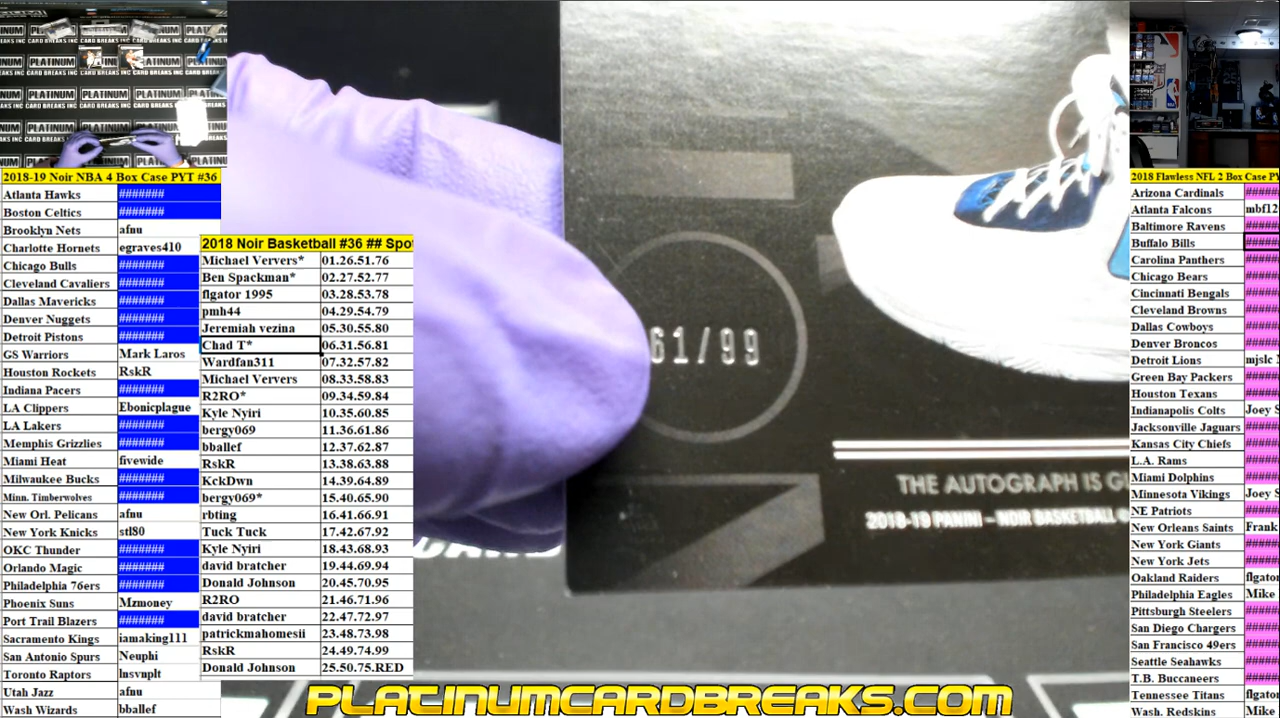 PLATINUM
CARD BREAKS INC
2018-19 Noir NBA 4 Box Case PYT #36
Atlanta Hawks #######
Boston Celtics #######
Brooklyn Nets afnu
Charlotte Hornets egraves410
Chicago Bulls #######
Cleveland Cavaliers #######
Dallas Mavericks #######
Denver Nuggets #######
Detroit Pistons #######
GS Warriors Mark Laros
Houston Rockets RskR
Indiana Pacers #######
LA Clippers Ebonicplague
LA Lakers #######
Memphis Grizzlies #######
Miami Heat fivewide
Milwaukee Bucks #######
Minn. Timberwolves #######
New Orl. Pelicans afnu
New York Knicks stl80
OKC Thunder #######
Orlando Magic #######
Philadelphia 76ers #######
Phoenix Suns Mzmoney
Port Trail Blazers #######
Sacramento Kings iamaking111
San Antonio Spurs Neuphi
Toronto Raptors lnsvnplt
Utah Jazz afnu
Wash Wizards bballef
2018 Noir Basketball #36 ## Spo
Michael Ververs* 01.26.51.76
Ben Spackman* 02.27.52.77
flgator 1995 03.28.53.78
pmh44 04.29.54.79
Jeremiah vezina 05.30.55.80
Chad T* 06.31.56.81
Wardfan311 07.32.57.82
Michael Ververs 08.33.58.83
R2RO* 09.34.59.84
Kyle Nyiri 10.35.60.85
bergy069 11.36.61.86
bballef 12.37.62.87
RskR 13.38.63.88
KckDwn 14.39.64.89
bergy069* 15.40.65.90
rbting 16.41.66.91
Tuck Tuck 17.42.67.92
Kyle Nyiri 18.43.68.93
david bratcher 19.44.69.94
Donald Johnson 20.45.70.95
R2RO 21.46.71.96
david bratcher 22.47.72.97
patrickmahomesii 23.48.73.98
RskR 24.49.74.99
Donald Johnson 25.50.75.RED
61/99
THE AUTOGRAPH IS G
2018-19 PANINI – NOIR BASKETBALL
2018 Flawless NFL 2 Box Case PY
Arizona Cardinals #####
Atlanta Falcons mbf12
Baltimore Ravens #####
Buffalo Bills #####
Carolina Panthers #####
Chicago Bears #####
Cincinnati Bengals #####
Cleveland Browns #####
Dallas Cowboys #####
Denver Broncos #####
Detroit Lions mjslc
Green Bay Packers #####
Houston Texans #####
Indianapolis Colts Joey S
Jacksonville Jaguars #####
Kansas City Chiefs #####
L.A. Rams #####
Miami Dolphins #####
Minnesota Vikings Joey S
NE Patriots #####
New Orleans Saints Frank
New York Giants #####
New York Jets #####
Oakland Raiders flgato
Philadelphia Eagles Mike
Pittsburgh Steelers #####
San Diego Chargers #####
San Francisco 49ers #####
Seattle Seahawks #####
T.B. Buccaneers #####
Tennessee Titans flgato
Wash. Redskins Mike
PLATINUMCARDBREAKS.COM